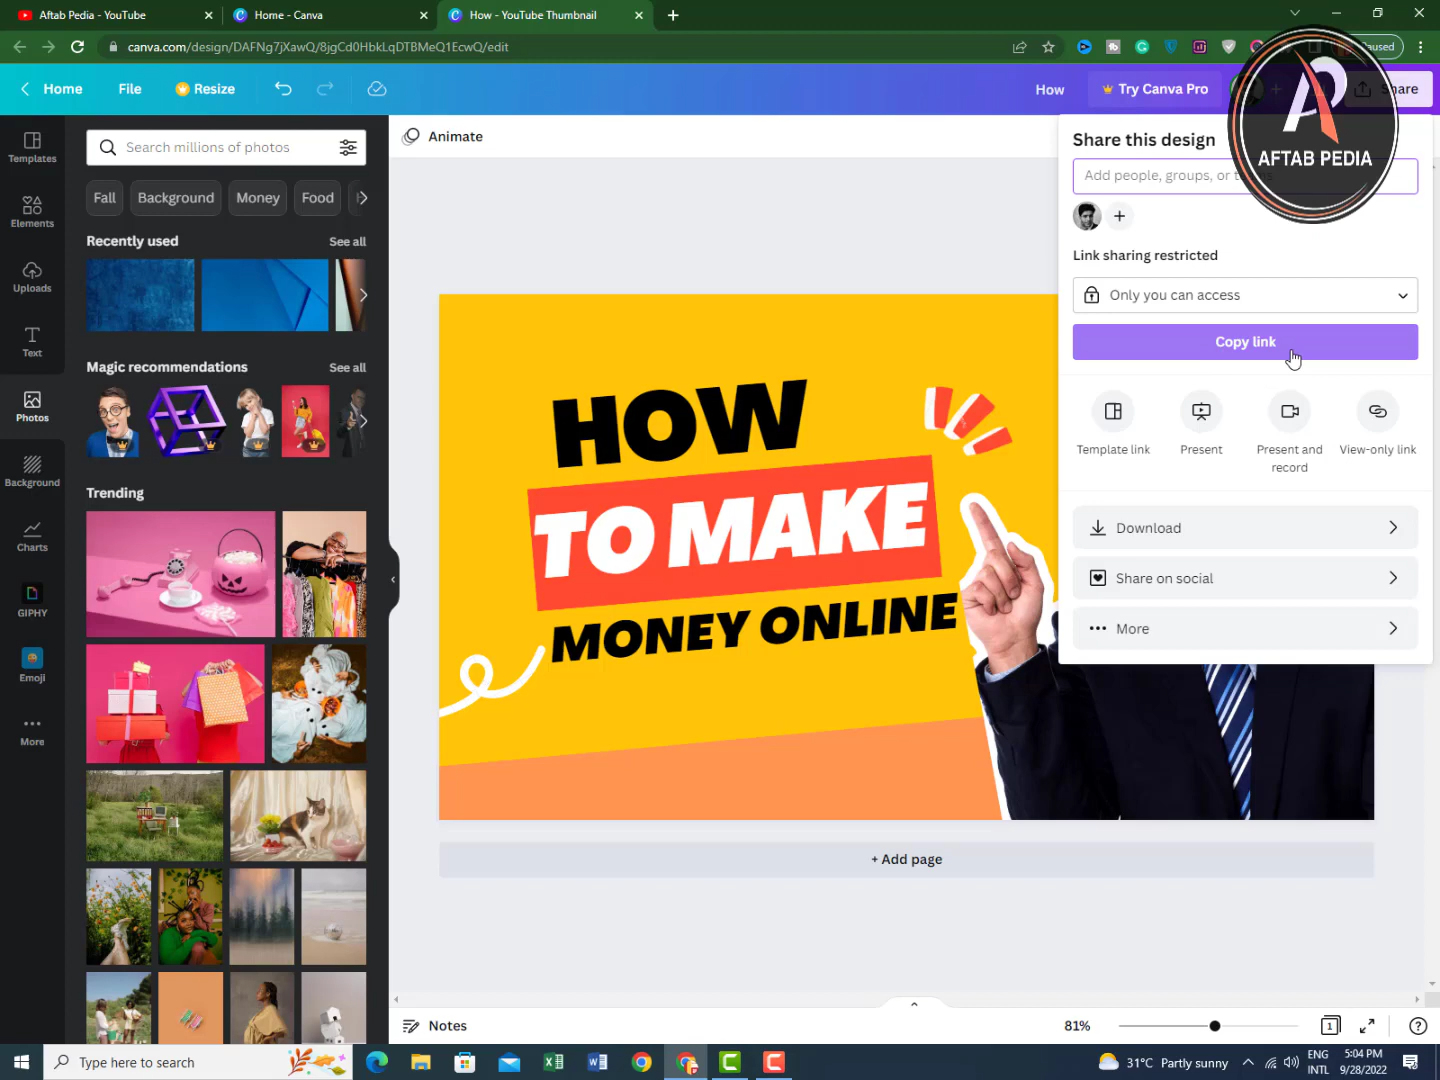 Aftab Pedia - YouTube
Home - Canva
How - YouTube Thumbnail
canva.com/design/DAFNg7jXawQ/8jgCd0HbkLqDTBMeQ1EcwQ/edit
Home
File
Resize
How
Try Canva Pro
AFTAB PEDIA
Templates
Elements
Uploads
Text
Photos
Background
Charts
GIPHY
Emoji
More
Search millions of photos
Fall
Background
Money
Food
Recently used
See all
Magic recommendations
See all
Trending
Animate
HOW
TO MAKE
MONEY ONLINE
+ Add page
Share this design
Add people, groups, or
Link sharing restricted
Only you can access
Copy link
Template link
Present
Present and
record
View-only link
Download
Share on social
More
Notes
81%
1
Type here to search
31°C Partly sunny
ENG
INTL
5:04 PM
9/28/2022